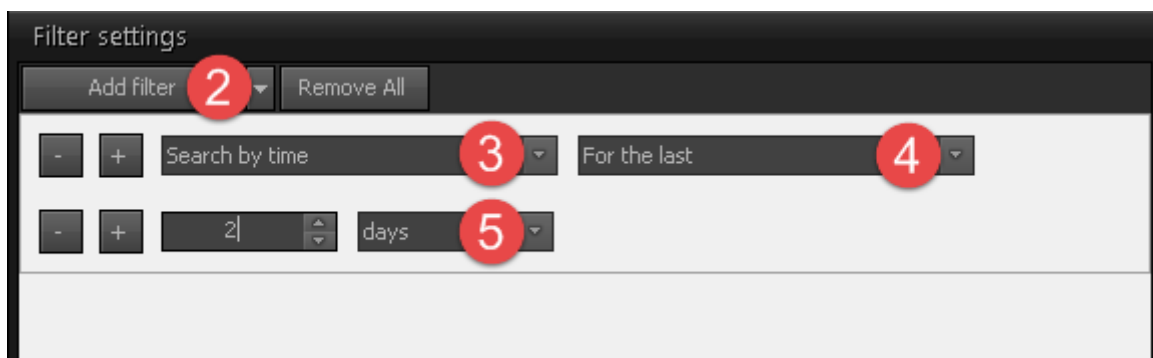 Filter settings
Add filter 2 Remove All
- + Search by time 3 For the last 4
- + 2 days 5